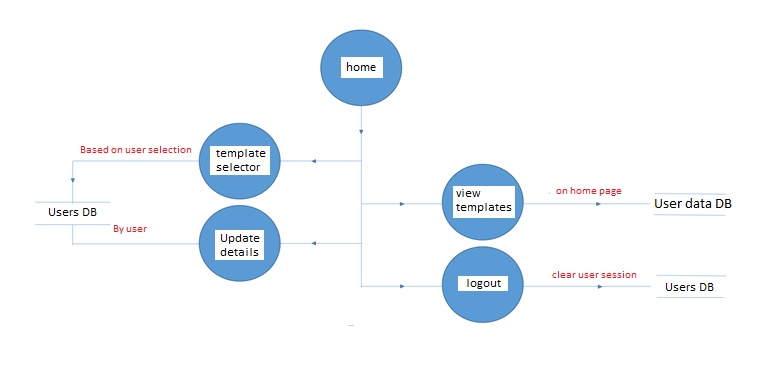 home
Based on user selection
template
selector
view
templates
on home page
User data DB
Users DB
By user
Update
details
logout
clear user session
Users DB